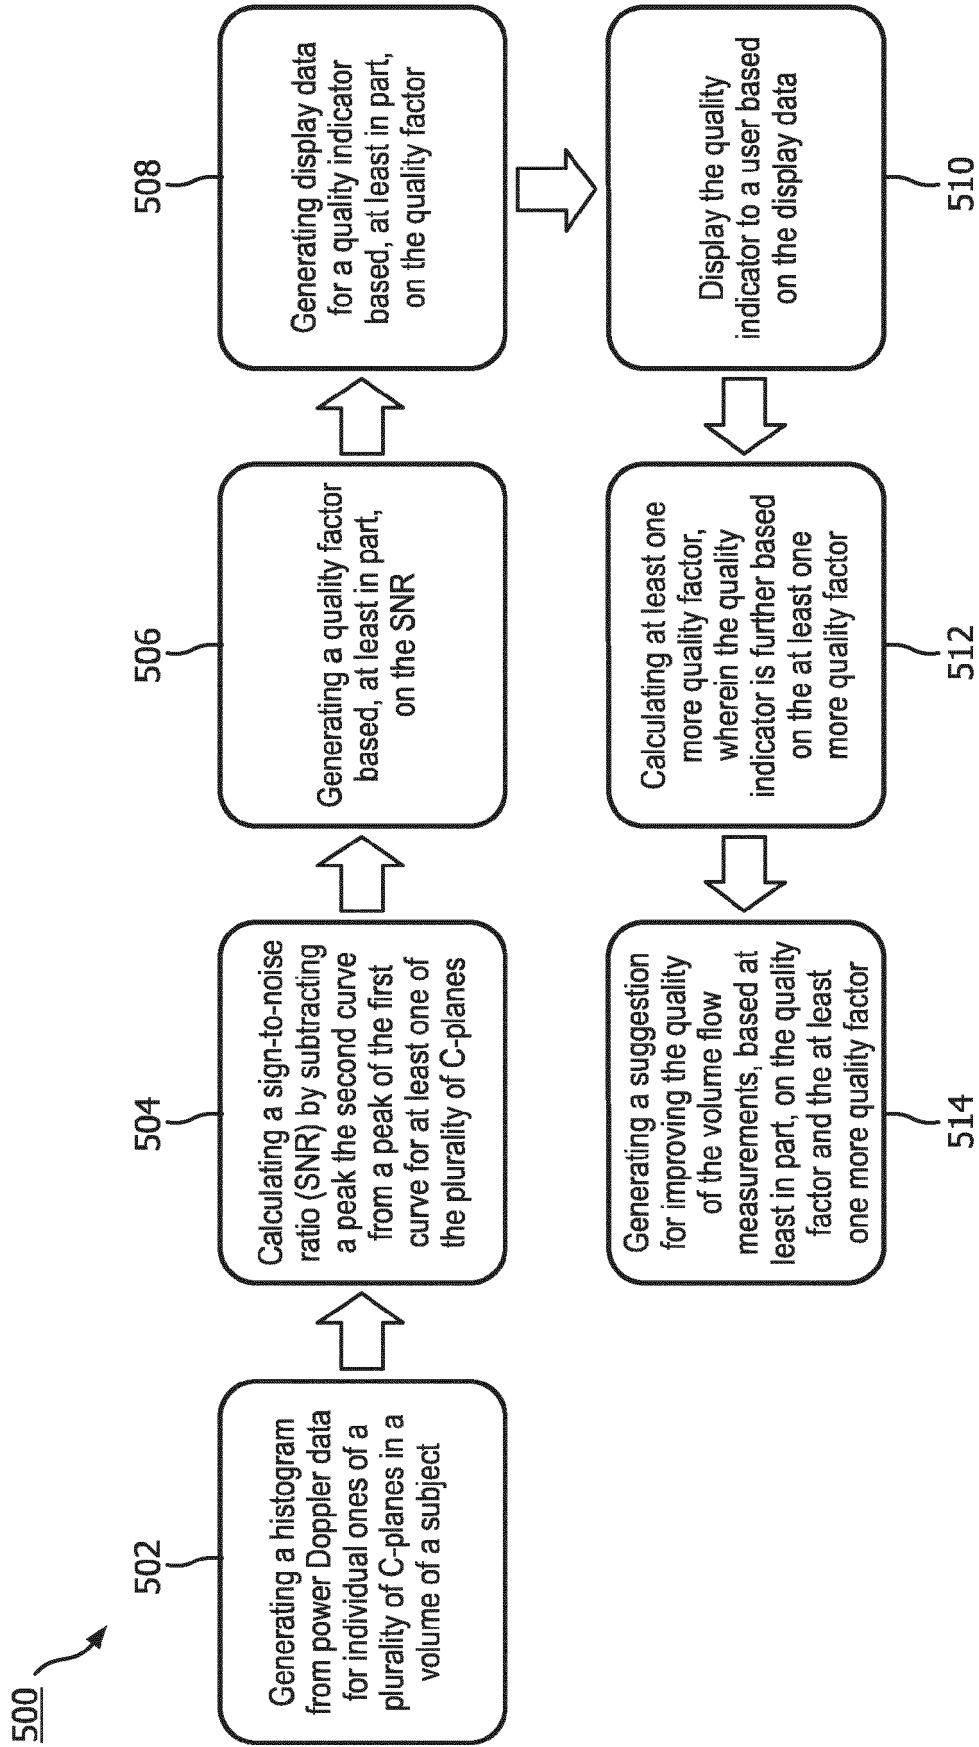 500
502
Generating a histogram
from power Doppler data
for individual ones of a
plurality of C-planes in a
volume of a subject
504
Calculating a sign-to-noise
ratio (SNR) by subtracting
a peak the second curve
from a peak of the first
curve for at least one of
the plurality of C-planes
506
Generating a quality factor
based, at least in part,
on the SNR
508
Generating display data
for a quality indicator
based, at least in part,
on the quality factor
Display the quality
indicator to a user based
on the display data
510
Calculating at least one
more quality factor,
wherein the quality
indicator is further based
on the at least one
more quality factor
512
Generating a suggestion
for improving the quality
of the volume flow
measurements, based at
least in part, on the quality
factor and the at least
one more quality factor
514